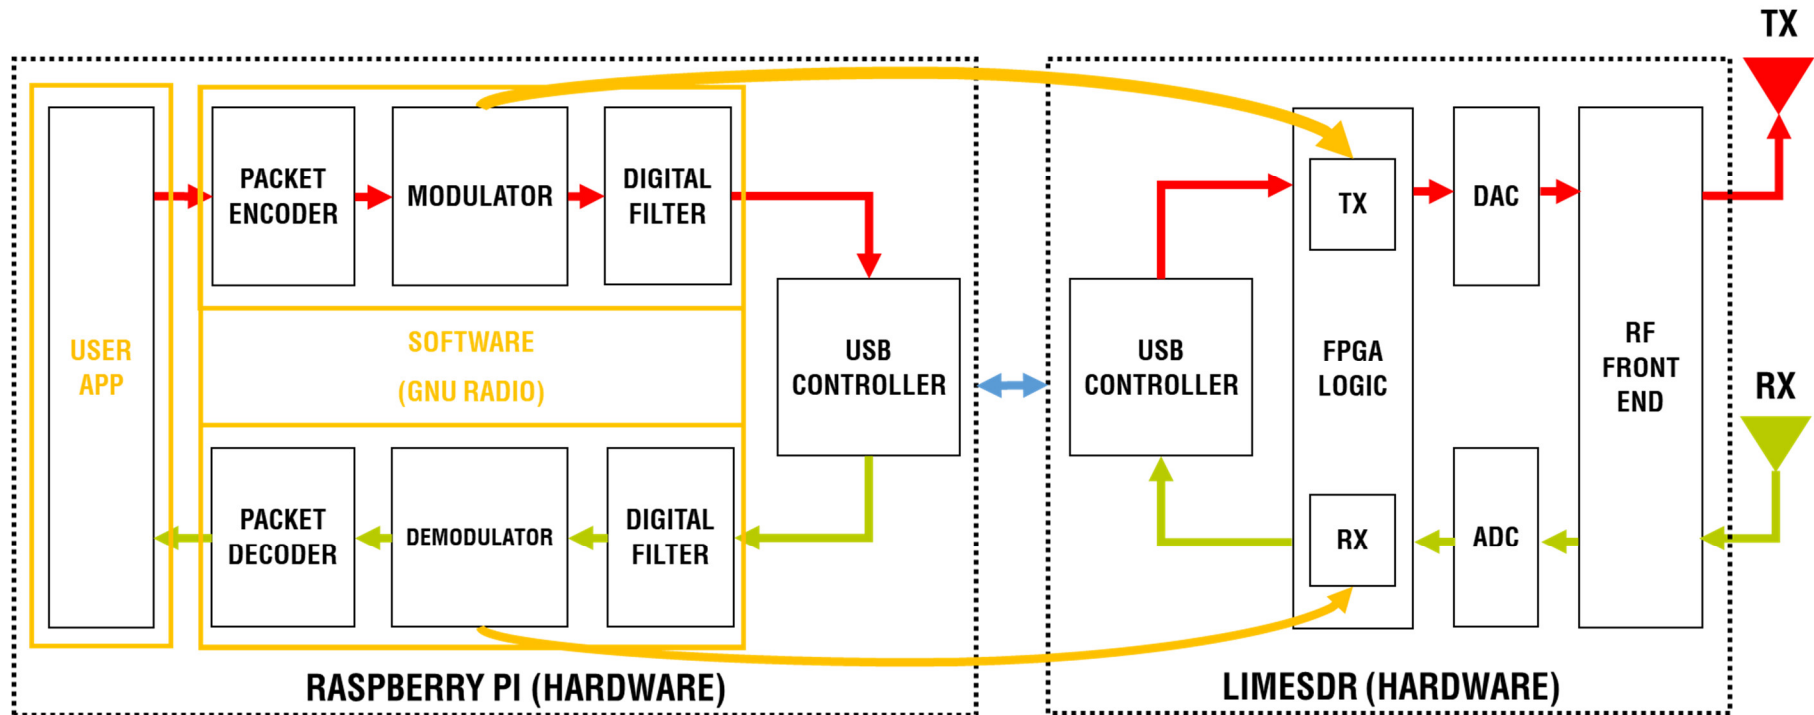 TX
USER
APP
PACKET
ENCODER
MODULATOR
DIGITAL
FILTER
SOFTWARE
(GNU RADIO)
PACKET
DECODER
DEMODULATOR
DIGITAL
FILTER
USB
CONTROLLER
RASPBERRY PI (HARDWARE)
USB
CONTROLLER
TX
FPGA
LOGIC
RX
DAC
ADC
RF
FRONT
END
LIMESDR (HARDWARE)
RX